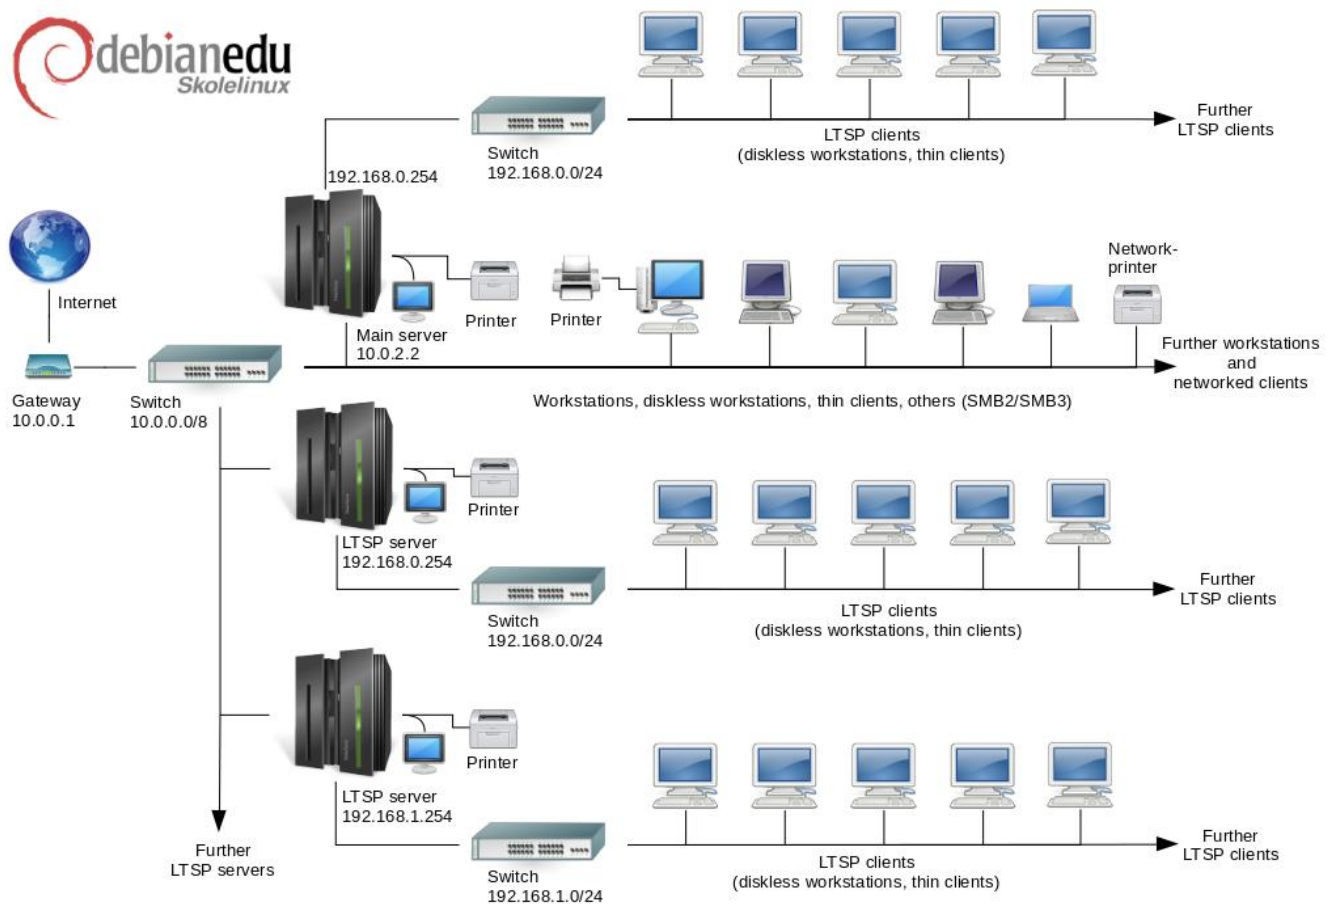 debianedu
Skolelinux
Further
LTSP clients
LTSP clients
(diskless workstations, thin clients)
Switch
192.168.0.0/24
192.168.0.254
Internet
Printer
Printer
Network-
printer
Main server
10.0.2.2
Further workstations
and
networked clients
Gateway
10.0.0.1
Switch
10.0.0.0/8
Workstations, diskless workstations, thin clients, others (SMB2/SMB3)
Printer
LTSP server
192.168.0.254
Further
LTSP clients
LTSP clients
(diskless workstations, thin clients)
Switch
192.168.0.0/24
Printer
LTSP server
192.168.1.254
Further
LTSP servers
Further
LTSP clients
LTSP clients
(diskless workstations, thin clients)
Switch
192.168.1.0/24